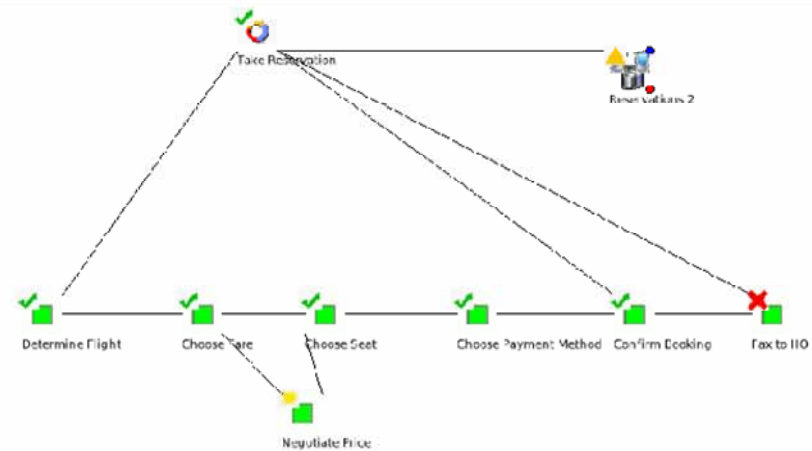 Take Reservation
Reservations 2
Determine Flight
Choose Fare
Choose Seat
Choose Payment Method
Confirm Booking
Fax to HO
Negotiate Price